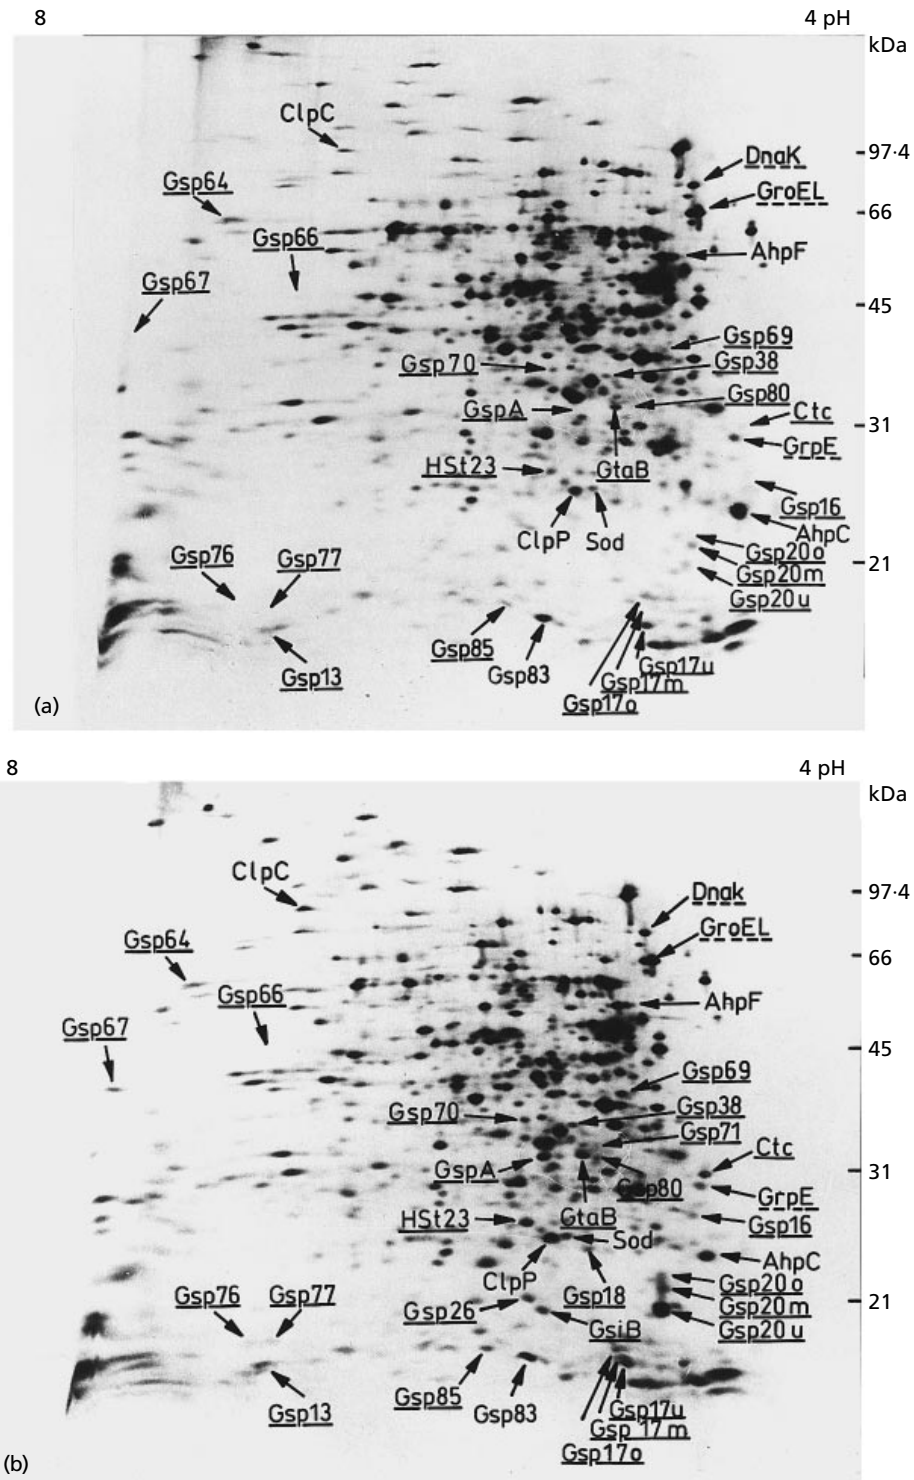 8 4 pH
kDa
ClpC
97·4
DnaK
Gsp64
GroEL
66
Gsp66
AhpF
Gsp67
45
Gsp69
Gsp70
Gsp38
Gsp80
GspA
Ctc
31
GrpE
HSt23
GtaB
Gsp16
AhpC
ClpP Sod
Gsp20o
Gsp76 Gsp77
21
Gsp20m
Gsp20u
Gsp85
Gsp17u
Gsp83
Gsp13
Gsp17m
Gsp17o
(a)
8 4 pH
kDa
ClpC
97·4
Dnak
GroEL
Gsp64
66
Gsp66
AhpF
Gsp67
45
Gsp69
Gsp70
Gsp38
Gsp71
Ctc
GspA
31
Gsp80
GrpE
HSt23
GtaB
Gsp16
Sod
AhpC
ClpP
Gsp20o
Gsp76 Gsp77
Gsp18
Gsp26
Gsp20m
21
GsiB
Gsp20u
Gsp85
Gsp13
Gsp83
Gsp17u
Gsp17m
Gsp17o
(b)